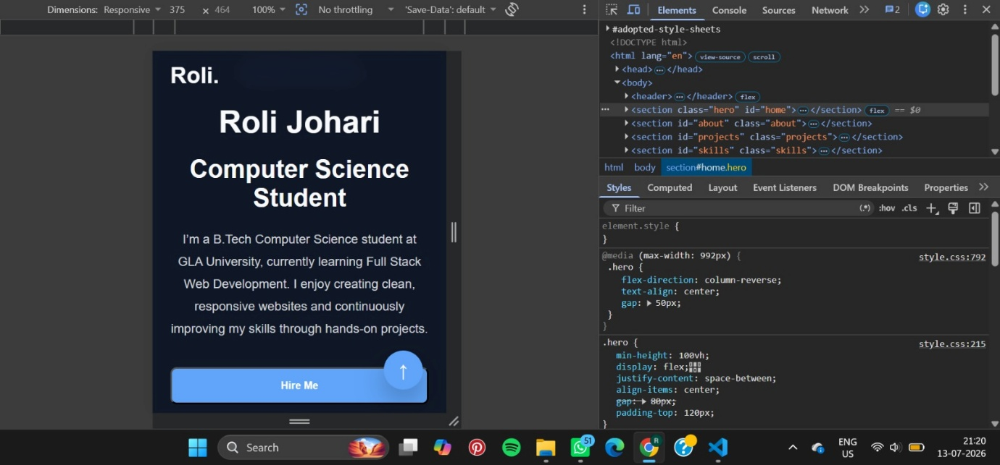 Dimensions: Responsive 375 × 464 100% No throttling 'Save-Data': default
Elements Console Sources Network 2
Roli.
Roli Johari
Computer Science
Student
I'm a B.Tech Computer Science student at
GLA University, currently learning Full Stack
Web Development. I enjoy creating clean,
responsive websites and continuously
improving my skills through hands-on projects.
↑
Hire Me
#adopted-style-sheets
<!DOCTYPE html>
<html lang="en"> view-source scroll
<head> ⋯ </head>
<body>
<header> ⋯ </header> flex
⋯ <section class="hero" id="home"> ⋯ </section> flex == $0
<section id="about" class="about"> ⋯ </section>
<section id="projects" class="projects"> ⋯ </section>
<section id="skills" class="skills"> ⋯ </section>
html body section#home.hero
Styles Computed Layout Event Listeners DOM Breakpoints Properties
Filter (.*) :hov .cls
element.style {
}
@media (max-width: 992px) { style.css:792
.hero {
flex-direction: column-reverse;
text-align: center;
gap: 50px;
}
}
.hero { style.css:215
min-height: 100vh;
display: flex;
justify-content: space-between;
align-items: center;
gap: 80px;
padding-top: 120px;
}
Search 51 R ENG 21:20
US 13-07-2026